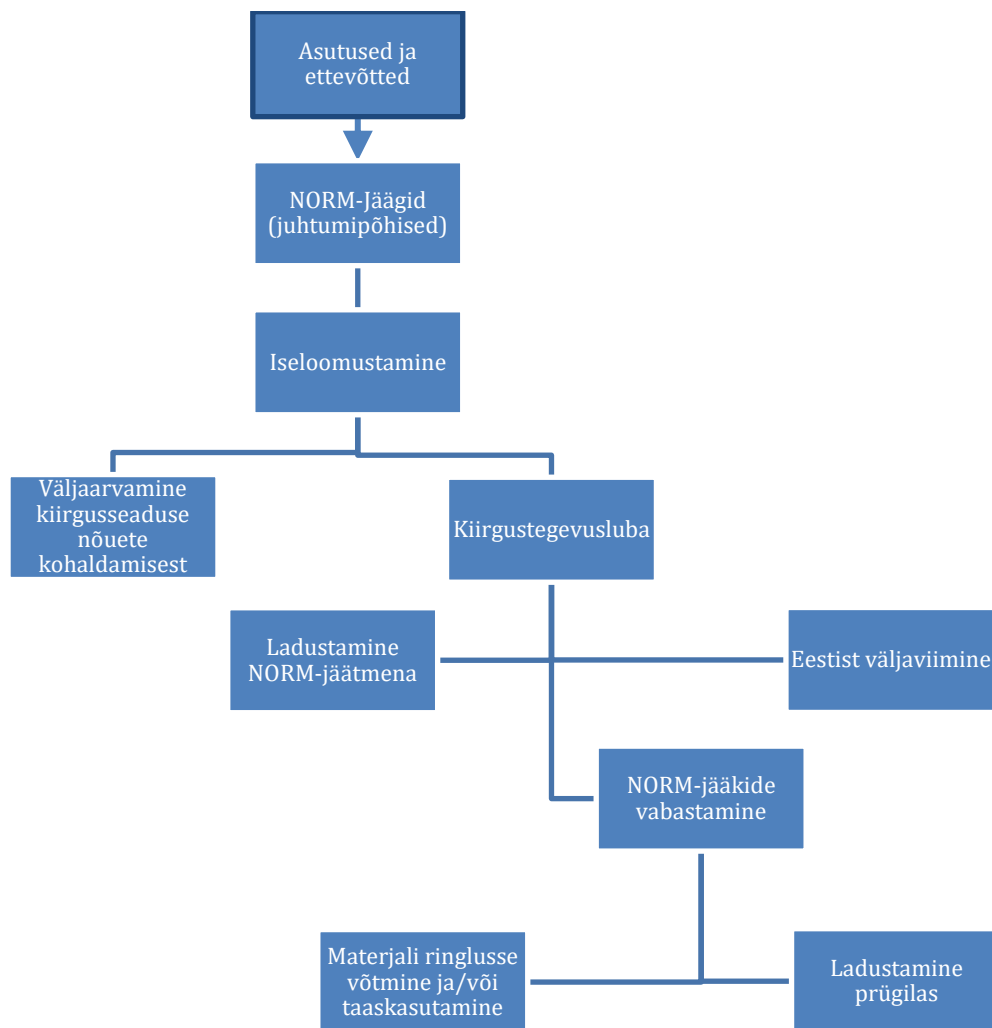 Asutused ja
ettevõtted
NORM-Jäägid
(juhtumipõhised)
Iseloomustamine
Väljaarvamine
kiirgusseaduse
nõuete
kohaldamisest
Kiirgustegevusluba
Ladustamine
NORM-jäätmena
Eestist väljaviimine
NORM-jääkide
vabastamine
Materjali ringlusse
võtmine ja/või
taaskasutamine
Ladustamine
prügilas